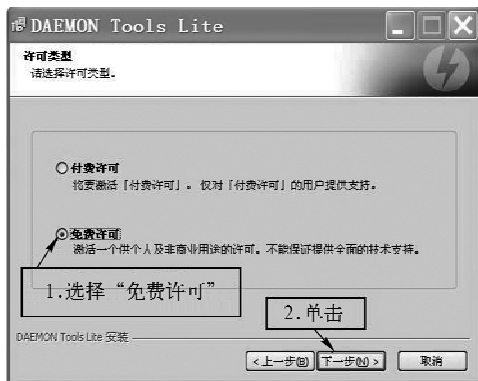 DAEMON Tools Lite
许可类型
请选择许可类型。
付费许可
将要激活「付费许可」。仅对「付费许可」的用户提供支持。
免费许可
激活一个供个人及非商业用途的许可。不能保证提供全面的技术支持。
1.选择“免费许可”
2.单击
DAEMON Tools Lite 安装
<上一步(B)
下一步(N)>
取消